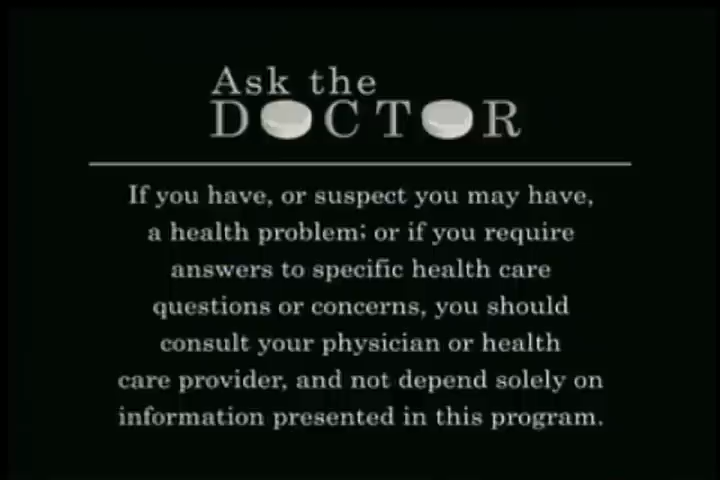 Ask the
DOCTOR
If you have, or suspect you may have,
a health problem; or if you require
answers to specific health care
questions or concerns, you should
consult your physician or health
care provider, and not depend solely on
information presented in this program.